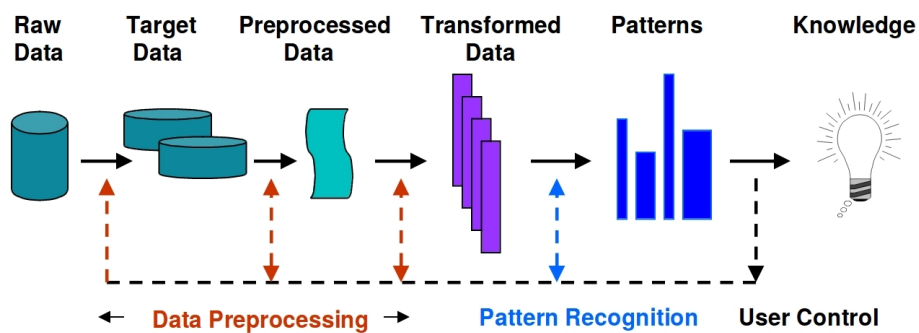 Raw Data
Target Data
Preprocessed Data
Transformed Data
Patterns
Knowledge
Data Preprocessing
Pattern Recognition
User Control